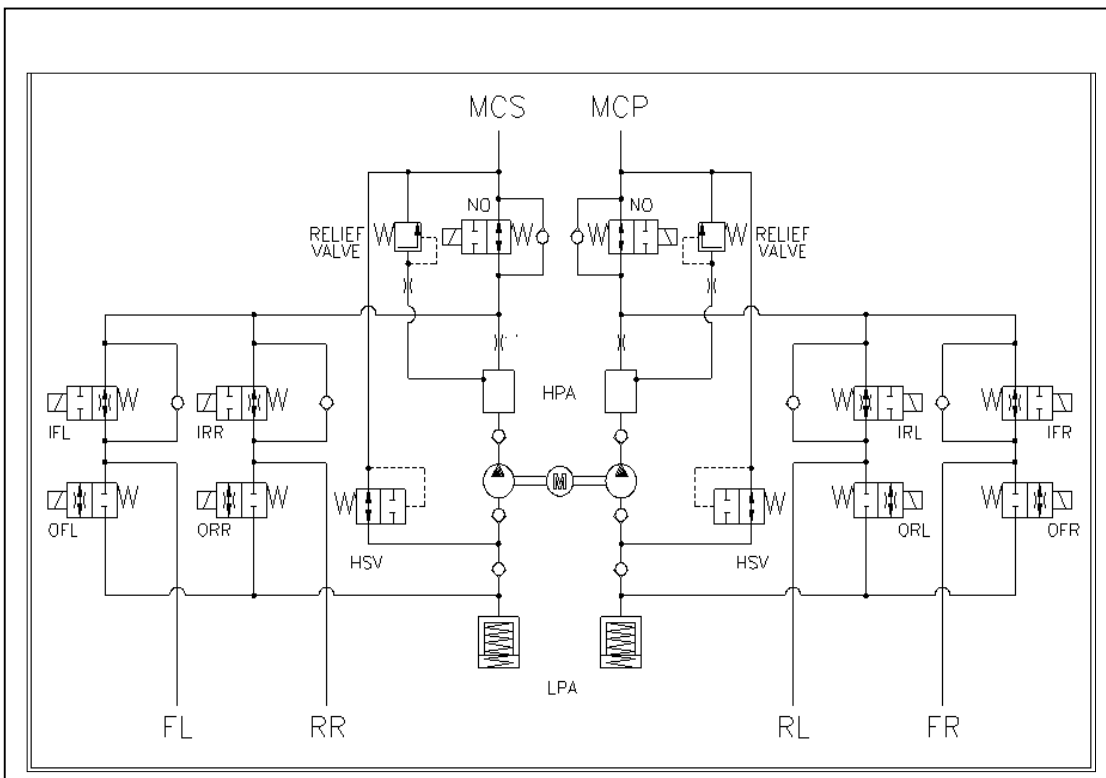 MCS MCP
NO NO
RELIEF
VALVE
RELIEF
VALVE
HPA
IFL IRR IRL IFR
M
OFL ORR ORL OFR
HSV HSV
LPA
FL RR RL FR